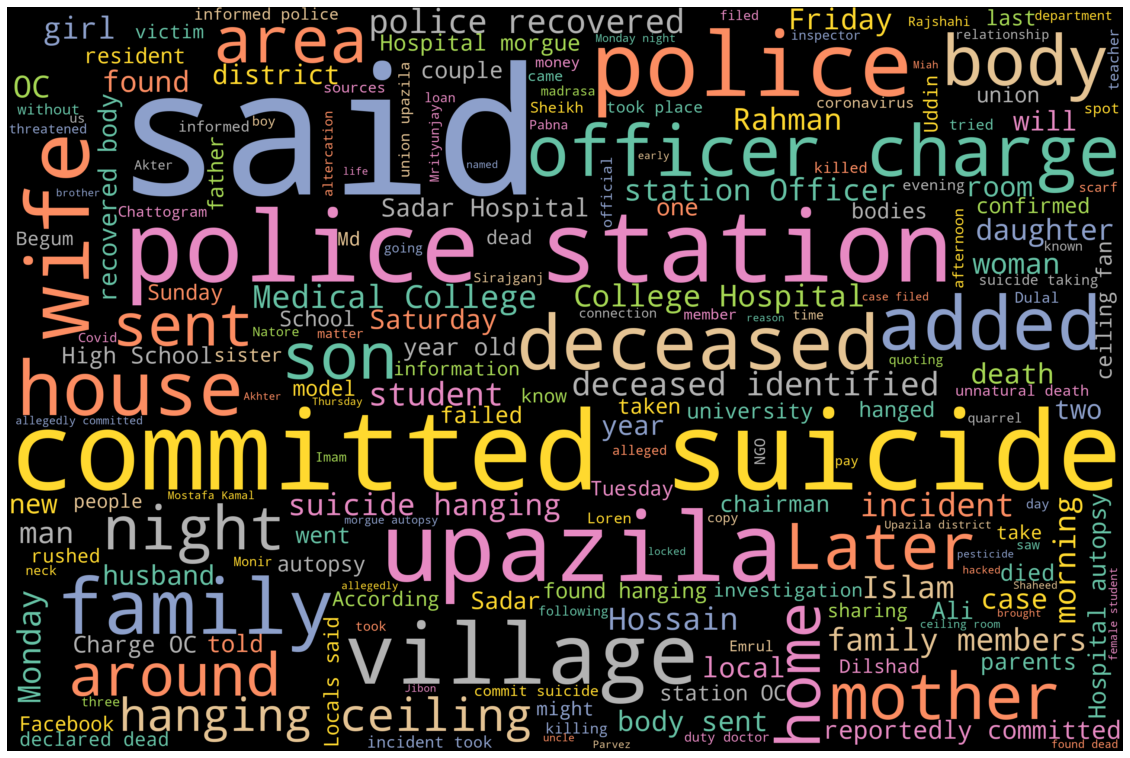 girl
victim
informed police
area
police recovered
Hospital morgue
Monday night
Friday
inspector
Rajshahi
last
department
filed
relationship
resident
OC
found
district
sources
couple
money
came
madrasa
police
Miah
body
teacher
without
us
threatened
said
informed
boy
altercation
loan
union upazila
Mrityunjay
Sheikh
Pabna
took place
coronavirus
Rahman
Uddin
union
will
tried
spot
wife
recovered body
father
Akter
life
named
officer charge
early
killed
brother
Chattogram
Sadar Hospital
official
station Officer
one
evening
room
scarf
bodies
confirmed
Begum
police station
Md
going
dead
Sirajganj
afternoon
daughter
known
woman
suicide taking
ceiling fan
Sunday
Medical College
College Hospital
case filed
Dulal
sent
Natore
School
Saturday
connection
member
reason
time
added
Covid
matter
High School
sister
son
year old
information
deceased
quoting
house
Akhter
model
Thursday
student
know
deceased identified
death
unnatural death
allegedly committed
failed
taken
year
university
hanged
two
quarrel
committed suicide
Imam
alleged
NGO
pay
new
people
Mostafa Kamal
suicide hanging
Tuesday
chairman
incident
day
man
night
morgue autopsy
went
Loren
copy
Upazila district
take
morning
rushed
neck
Monir
autopsy
upazila
locked
Later
pesticide
saw
hacked
Shaheed
died
husband
allegedly
According
found hanging
investigation
Islam
Hospital autopsy
Monday
family
Sadar
following
Hossain
sharing
Ali
case
ceiling room
brought
female student
Charge OC
told
took
village
Emrul
local
home
family members
Dilshad
parents
around
Locals said
Jibon
commit suicide
station OC
three
Facebook
hanging
ceiling
might
killing
body sent
mother
declared dead
incident took
uncle
Parvez
duty doctor
reportedly committed
found dead